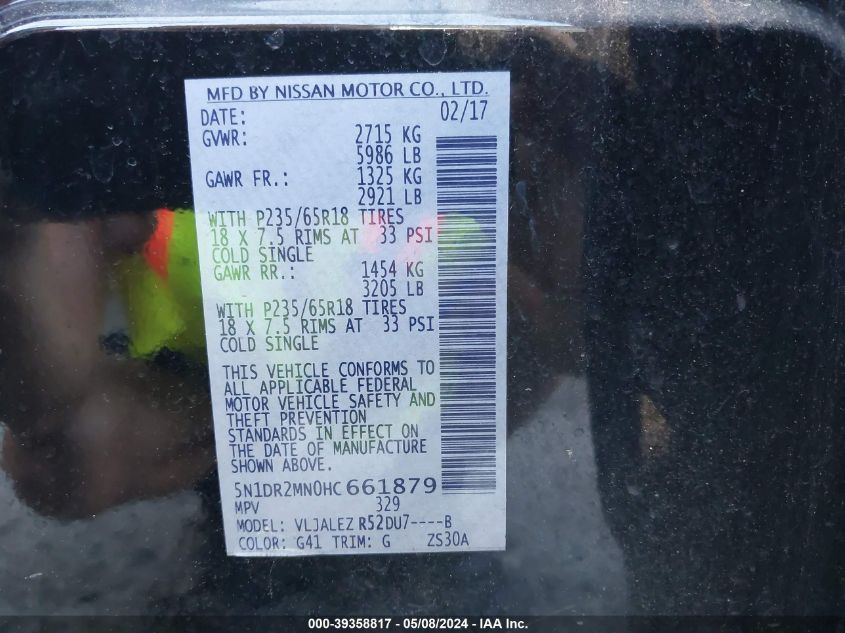 MFD BY NISSAN MOTOR CO., LTD.
DATE: 02/17
GVWR: 2715 KG
5986 LB
GAWR FR.: 1325 KG
2921 LB
WITH P235/65R18 TIRES
18 X 7.5 RIMS AT 33 PSI
COLD SINGLE
GAWR RR.: 1454 KG
3205 LB
WITH P235/65R18 TIRES
18 X 7.5 RIMS AT 33 PSI
COLD SINGLE
THIS VEHICLE CONFORMS TO
ALL APPLICABLE FEDERAL
MOTOR VEHICLE SAFETY AND
THEFT PREVENTION
STANDARDS IN EFFECT ON
THE DATE OF MANUFACTURE
SHOWN ABOVE.
5N1DR2MN0HC661879
MPV 329
MODEL: VLJALEZ R52DU7----B
COLOR: G41 TRIM: G ZS30A
000-39358817 - 05/08/2024 - IAA Inc.